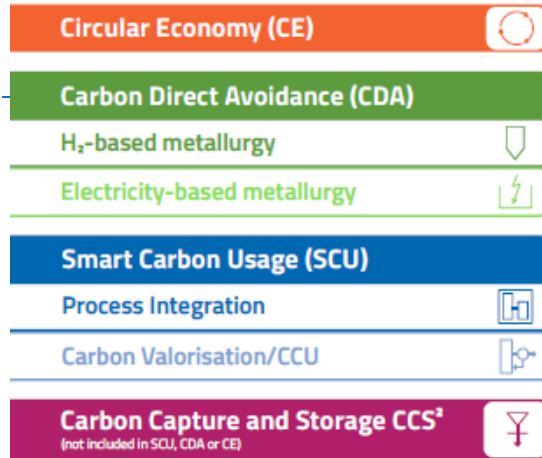 Circular Economy (CE)
Carbon Direct Avoidance (CDA)
H₂-based metallurgy
Electricity-based metallurgy
Smart Carbon Usage (SCU)
Process Integration
Carbon Valorisation/CCU
Carbon Capture and Storage CCS²
(not included in SCU, CDA or CE)